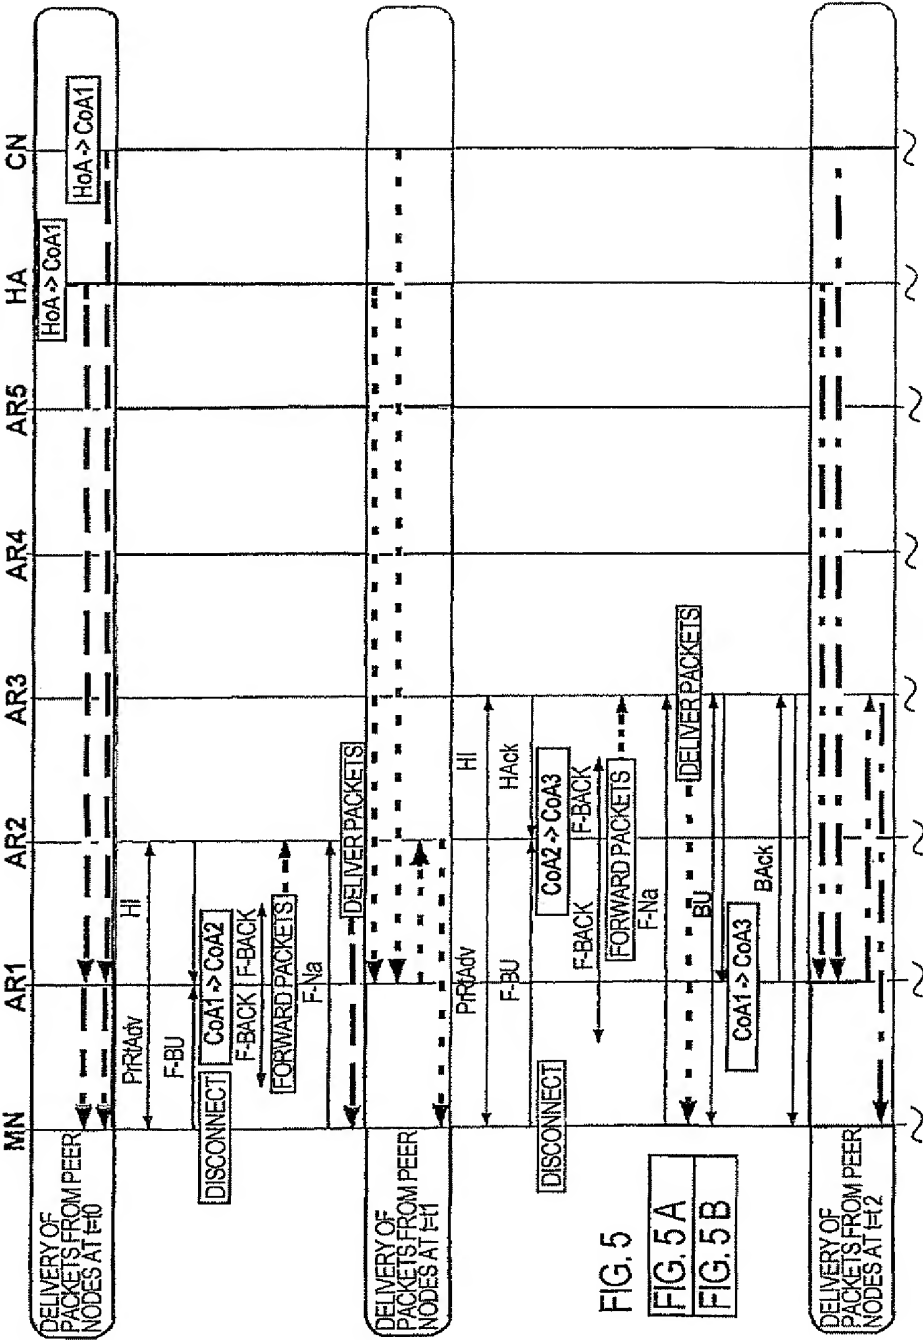 MN AR1 AR2 AR3 AR4 AR5 HA CN
DELIVERY OF
PACKETS FROM PEER
NODES AT t=t0
HoA -> CoA1
HoA -> CoA1
PrRtAdv
HI
F-BU
DISCONNECT
CoA1 -> CoA2
F-BACK
F-BACK
FORWARD PACKETS
F-Na
DELIVER PACKETS
DELIVERY OF
PACKETS FROM PEER
NODES AT t=t1
PrRtAdv
HI
F-BU
HAck
DISCONNECT
CoA2 -> CoA3
F-BACK
F-BACK
FORWARD PACKETS
F-Na
DELIVER PACKETS
BU
CoA1 -> CoA3
BAck
FIG. 5
FIG. 5 A
FIG. 5 B
DELIVERY OF
PACKETS FROM PEER
NODES AT t=t2